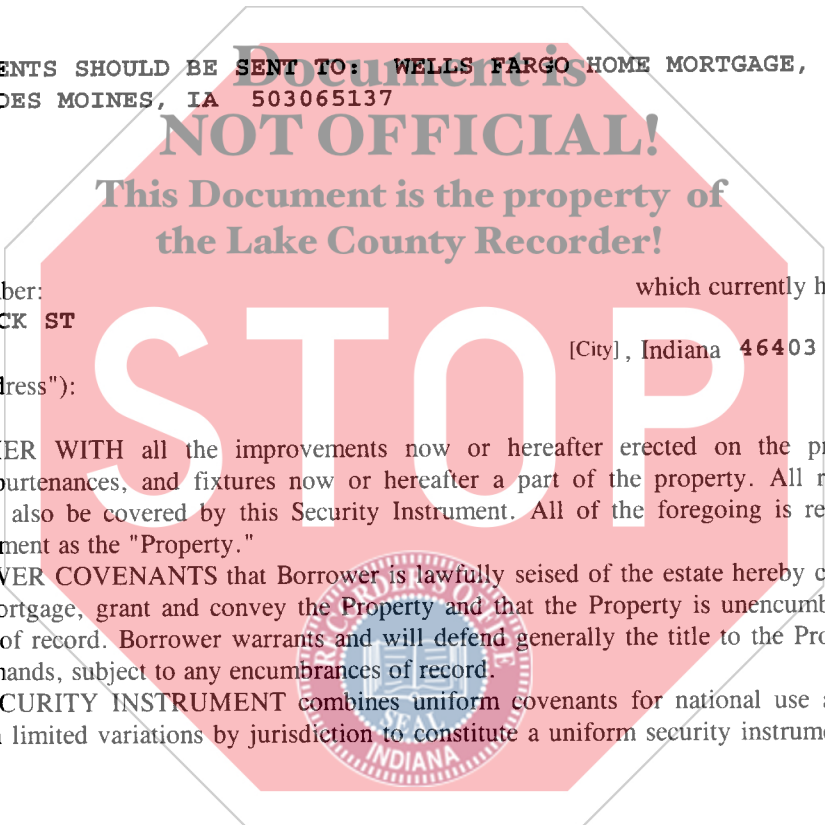 Document is
ENTS SHOULD BE SENT TO: WELLS FARGO HOME MORTGAGE,
DES MOINES, IA 503065137
NOT OFFICIAL!
This Document is the property of
the Lake County Recorder!
ber: which currently h
CK ST
[City], Indiana 46403
dress"):
STOP
ER WITH all the improvements now or hereafter erected on the pr
purtenances, and fixtures now or hereafter a part of the property. All r
also be covered by this Security Instrument. All of the foregoing is re
ment as the "Property."
VER COVENANTS that Borrower is lawfully seised of the estate hereby c
ortgage, grant and convey the Property and that the Property is unencumb
of record. Borrower warrants and will defend generally the title to the Pro
nands, subject to any encumbrances of record.
CURITY INSTRUMENT combines uniform covenants for national use a
limited variations by jurisdiction to constitute a uniform security instrume
RECORDER'S OFFICE
SEAL
INDIANA